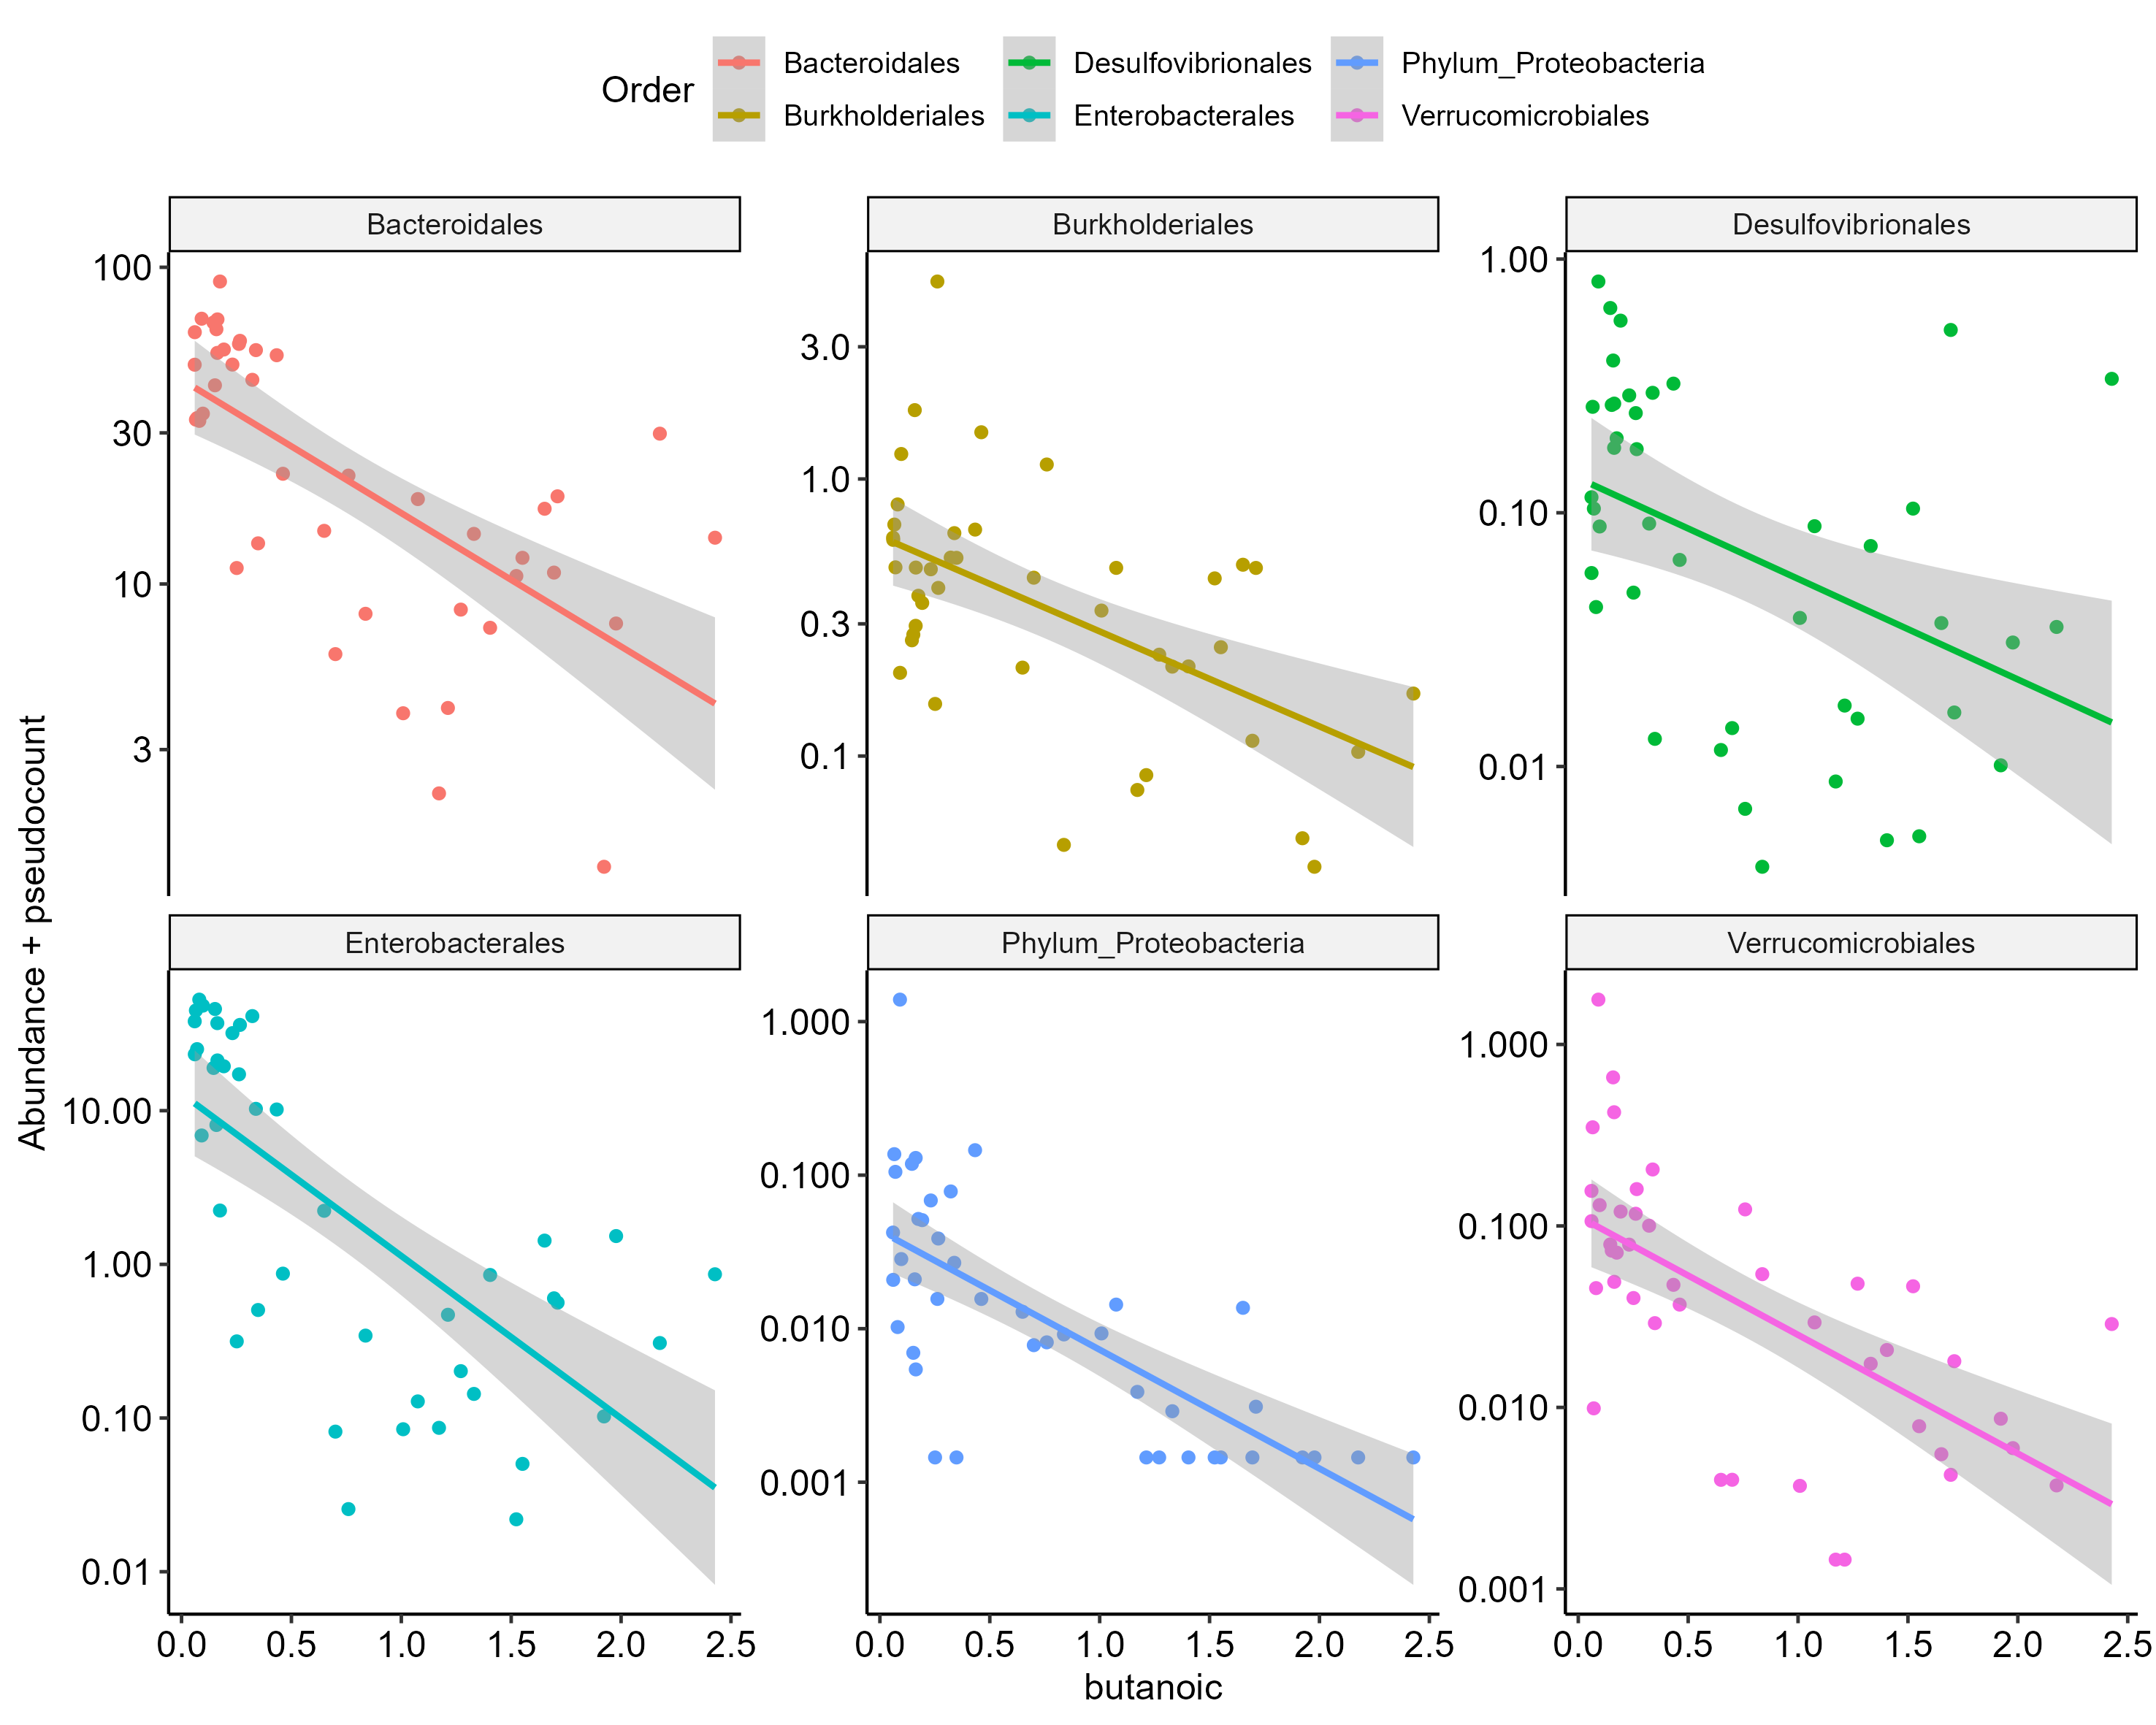 Order
Bacteroidales
Desulfovibrionales
Phylum_Proteobacteria
Burkholderiales
Enterobacterales
Verrucomicrobiales
Abundance + pseudocount
Bacteroidales
100
30
10
3
Burkholderiales
3.0
1.0
0.3
0.1
Desulfovibrionales
1.00
0.10
0.01
Enterobacterales
10.00
1.00
0.10
0.01
0.0 0.5 1.0 1.5 2.0 2.5
Phylum_Proteobacteria
1.000
0.100
0.010
0.001
0.0 0.5 1.0 1.5 2.0 2.5
Verrucomicrobiales
1.000
0.100
0.010
0.001
0.0 0.5 1.0 1.5 2.0 2.5
butanoic